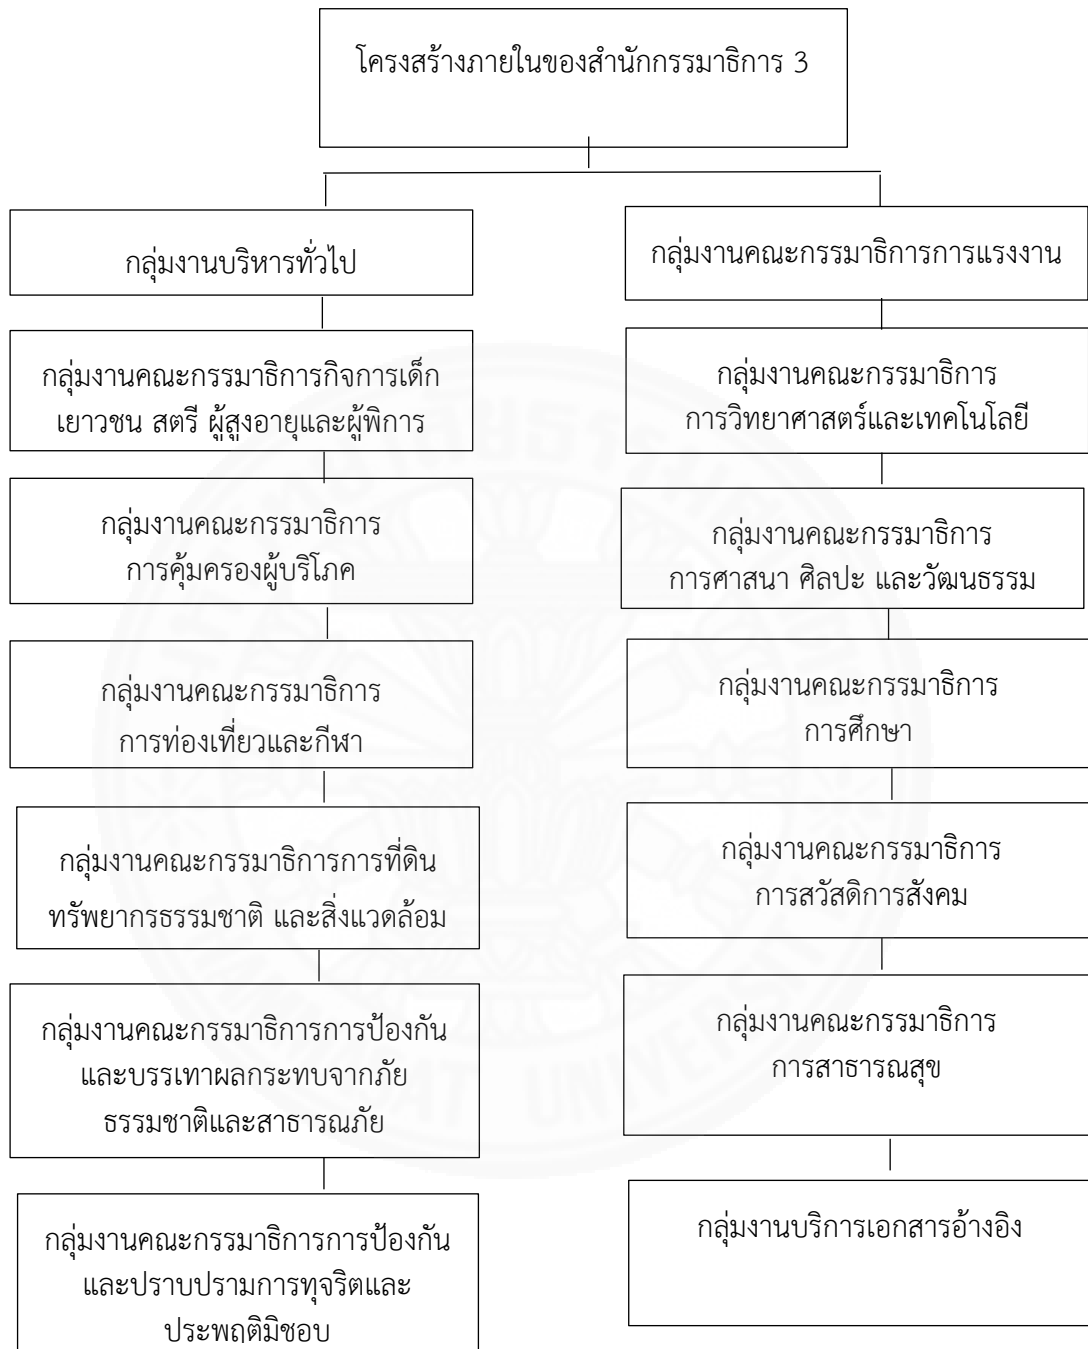 โครงสร้างภายในของสำนักกรรมาธิการ 3
กลุ่มงานบริหารทั่วไป
กลุ่มงานคณะกรรมาธิการกิจการเด็ก
เยาวชน สตรี ผู้สูงอายุและผู้พิการ
กลุ่มงานคณะกรรมาธิการ
การคุ้มครองผู้บริโภค
กลุ่มงานคณะกรรมาธิการ
การท่องเที่ยวและกีฬา
กลุ่มงานคณะกรรมาธิการการที่ดิน
ทรัพยากรธรรมชาติ และสิ่งแวดล้อม
กลุ่มงานคณะกรรมาธิการการป้องกัน
และบรรเทาผลกระทบจากภัย
ธรรมชาติและสาธารณภัย
กลุ่มงานคณะกรรมาธิการการป้องกัน
และปราบปรามการทุจริตและ
ประพฤติมิชอบ
กลุ่มงานคณะกรรมาธิการการแรงงาน
กลุ่มงานคณะกรรมาธิการ
การวิทยาศาสตร์และเทคโนโลยี
กลุ่มงานคณะกรรมาธิการ
การศาสนา ศิลปะ และวัฒนธรรม
กลุ่มงานคณะกรรมาธิการ
การศึกษา
กลุ่มงานคณะกรรมาธิการ
การสวัสดิการสังคม
กลุ่มงานคณะกรรมาธิการ
การสาธารณสุข
กลุ่มงานบริการเอกสารอ้างอิง